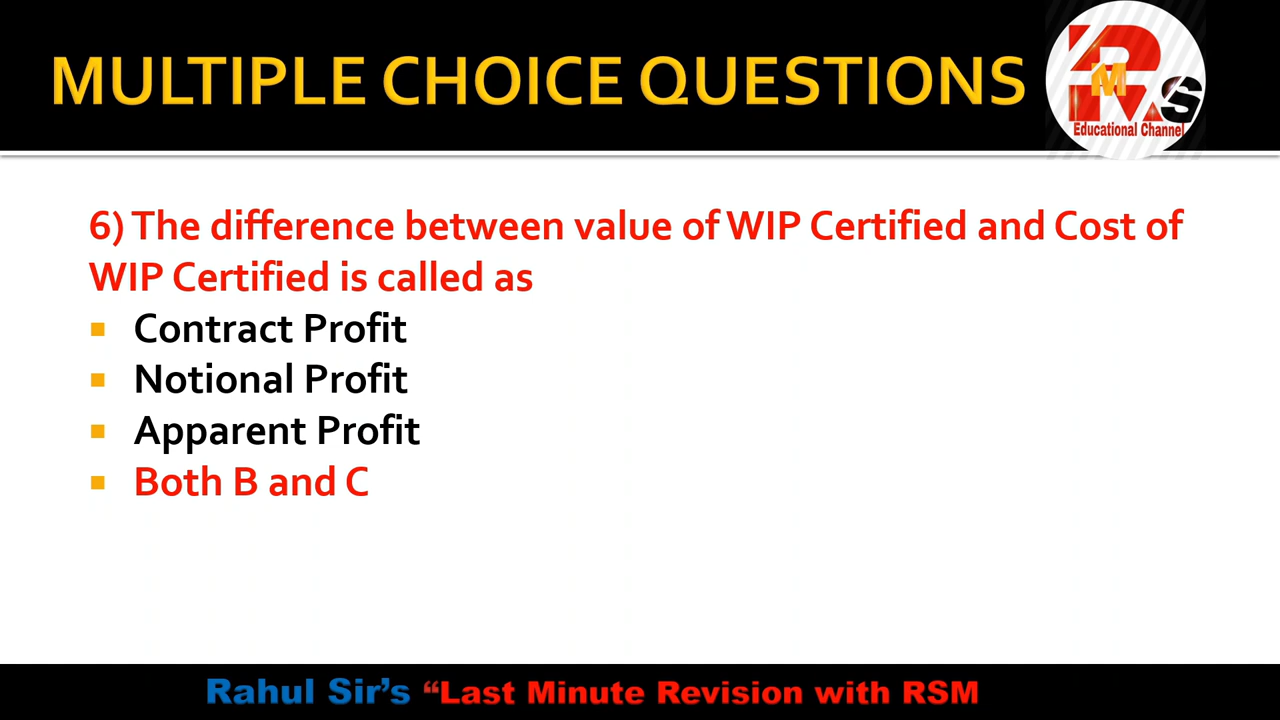 MULTIPLE CHOICE QUESTIONS
RMS
Educational Channel
6) The difference between value of WIP Certified and Cost of
WIP Certified is called as
Contract Profit
Notional Profit
Apparent Profit
Both B and C
Rahul Sir's “Last Minute Revision with RSM